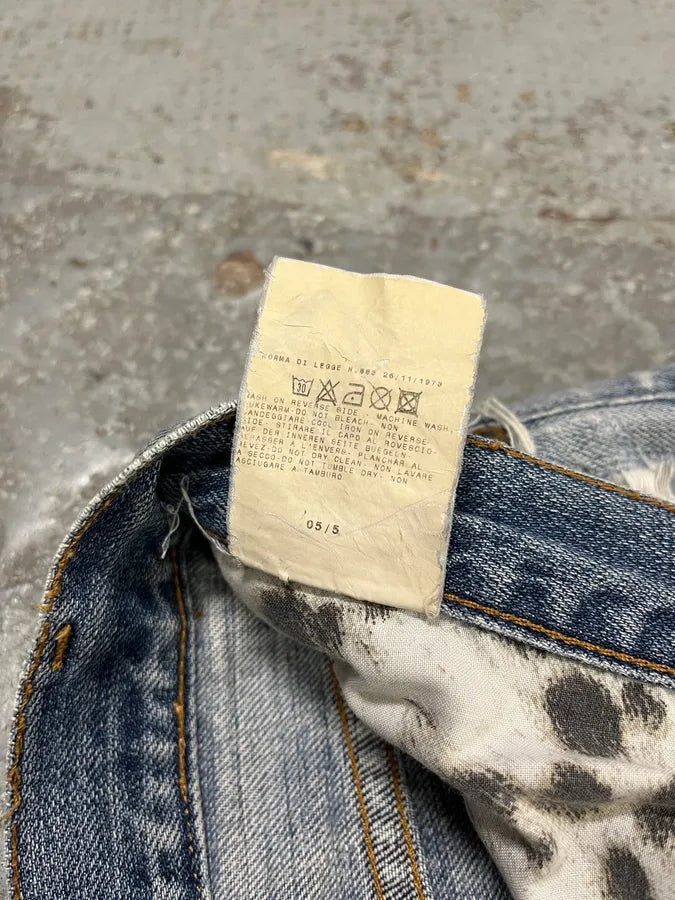 NORMA DI LEGGE N.883 26/11/1973
30
WASH ON REVERSE SIDE. MACHINE WASH,
LUKEWARM-DO NOT BLEACH. NON
CANDEGGIARE COOL IRON ON REVERSE
SIDE- STIRARE IL CAPO AL ROVESCIO-
AUF DER INNEREN SEITE BUEGELN-
REPASSER A L'ENVERS- PLANCHAR AL
REVEZ-DO NOT DRY CLEAN- NON LAVARE
A SECCO-DO NOT TUMBLE DRY- NON
ASCIUGARE A TAMBURO
05/5